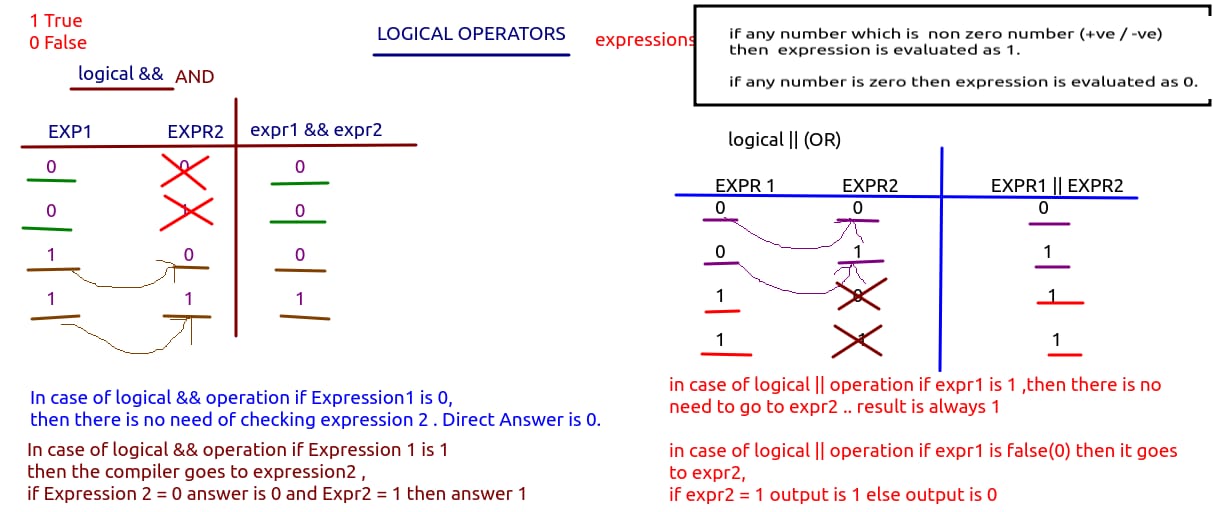 1 True
0 False
LOGICAL OPERATORS
expressions
if any number which is non zero number (+ve / -ve)
then expression is evaluated as 1.
if any number is zero then expression is evaluated as 0.
logical && AND
EXP1 EXPR2 expr1 && expr2
0 0 0
0 1 0
1 0 0
1 1 1
In case of logical && operation if Expression1 is 0,
then there is no need of checking expression 2 . Direct Answer is 0.
In case of logical && operation if Expression 1 is 1
then the compiler goes to expression2 ,
if Expression 2 = 0 answer is 0 and Expr2 = 1 then answer 1
logical || (OR)
EXPR 1 EXPR2 EXPR1 || EXPR2
0 0 0
0 1 1
1 0 1
1 1 1
in case of logical || operation if expr1 is 1 ,then there is no
need to go to expr2 .. result is always 1
in case of logical || operation if expr1 is false(0) then it goes
to expr2,
if expr2 = 1 output is 1 else output is 0